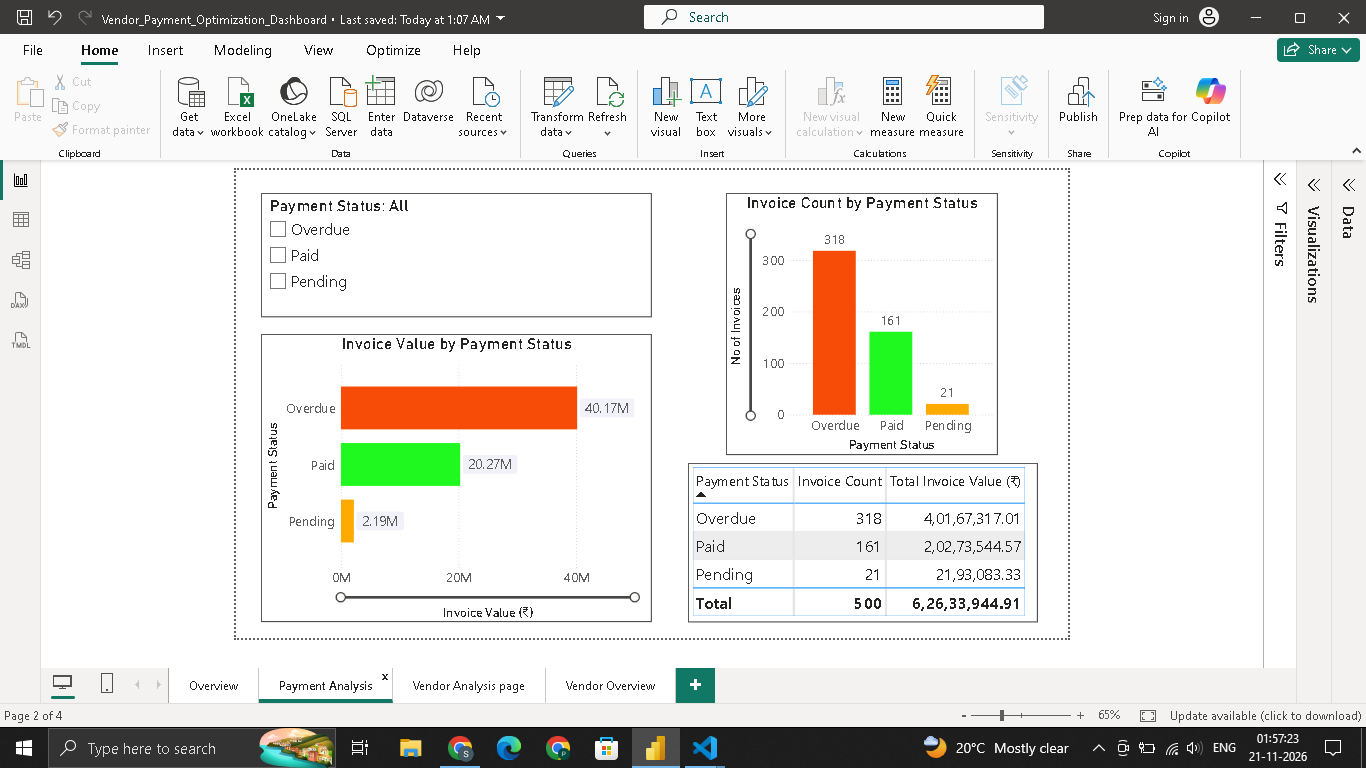 Vendor_Payment_Optimization_Dashboard • Last saved: Today at 1:07 AM
Search
Sign in
File Home Insert Modeling View Optimize Help
Share
Paste
Cut
Copy
Format painter
Clipboard
Get data
Excel workbook
OneLake catalog
SQL Server
Enter data
Dataverse
Recent sources
Data
Transform data
Refresh
Queries
New visual
Text box
More visuals
Insert
New visual calculation
New measure
Quick measure
Calculations
Sensitivity
Sensitivity
Publish
Share
Prep data for AI
Copilot
Copilot
DAX
TMDL
Payment Status: All
Overdue
Paid
Pending
Invoice Value by Payment Status
Payment Status
Overdue 40.17M
Paid 20.27M
Pending 2.19M
0M 20M 40M
Invoice Value (₹)
Invoice Count by Payment Status
No of Invoices
300
200
100
0
318
161
21
Overdue Paid Pending
Payment Status
Payment Status Invoice Count Total Invoice Value (₹)
Overdue 318 4,01,67,317.01
Paid 161 2,02,73,544.57
Pending 21 21,93,083.33
Total 500 6,26,33,944.91
Filters
Visualizations
Data
Overview
Payment Analysis x
Vendor Analysis page
Vendor Overview
+
Page 2 of 4
- + 65%
Update available (click to download)
Type here to search
20°C Mostly clear
ENG
01:57:23
21-11-2026